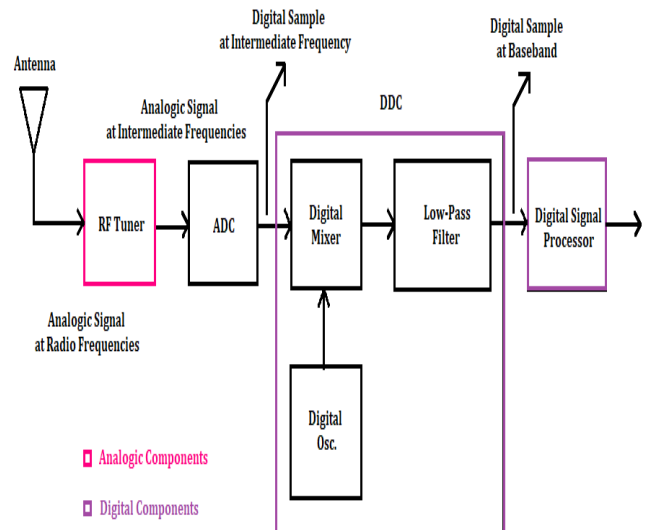 Digital Sample
at Intermediate Frequency
Digital Sample
at Baseband
Antenna
Analogic Signal
at Intermediate Frequencies
DDC
RF Tuner
ADC
Digital
Mixer
Low-Pass
Filter
Digital Signal
Processor
Analogic Signal
at Radio Frequencies
Digital
Osc.
Analogic Components
Digital Components